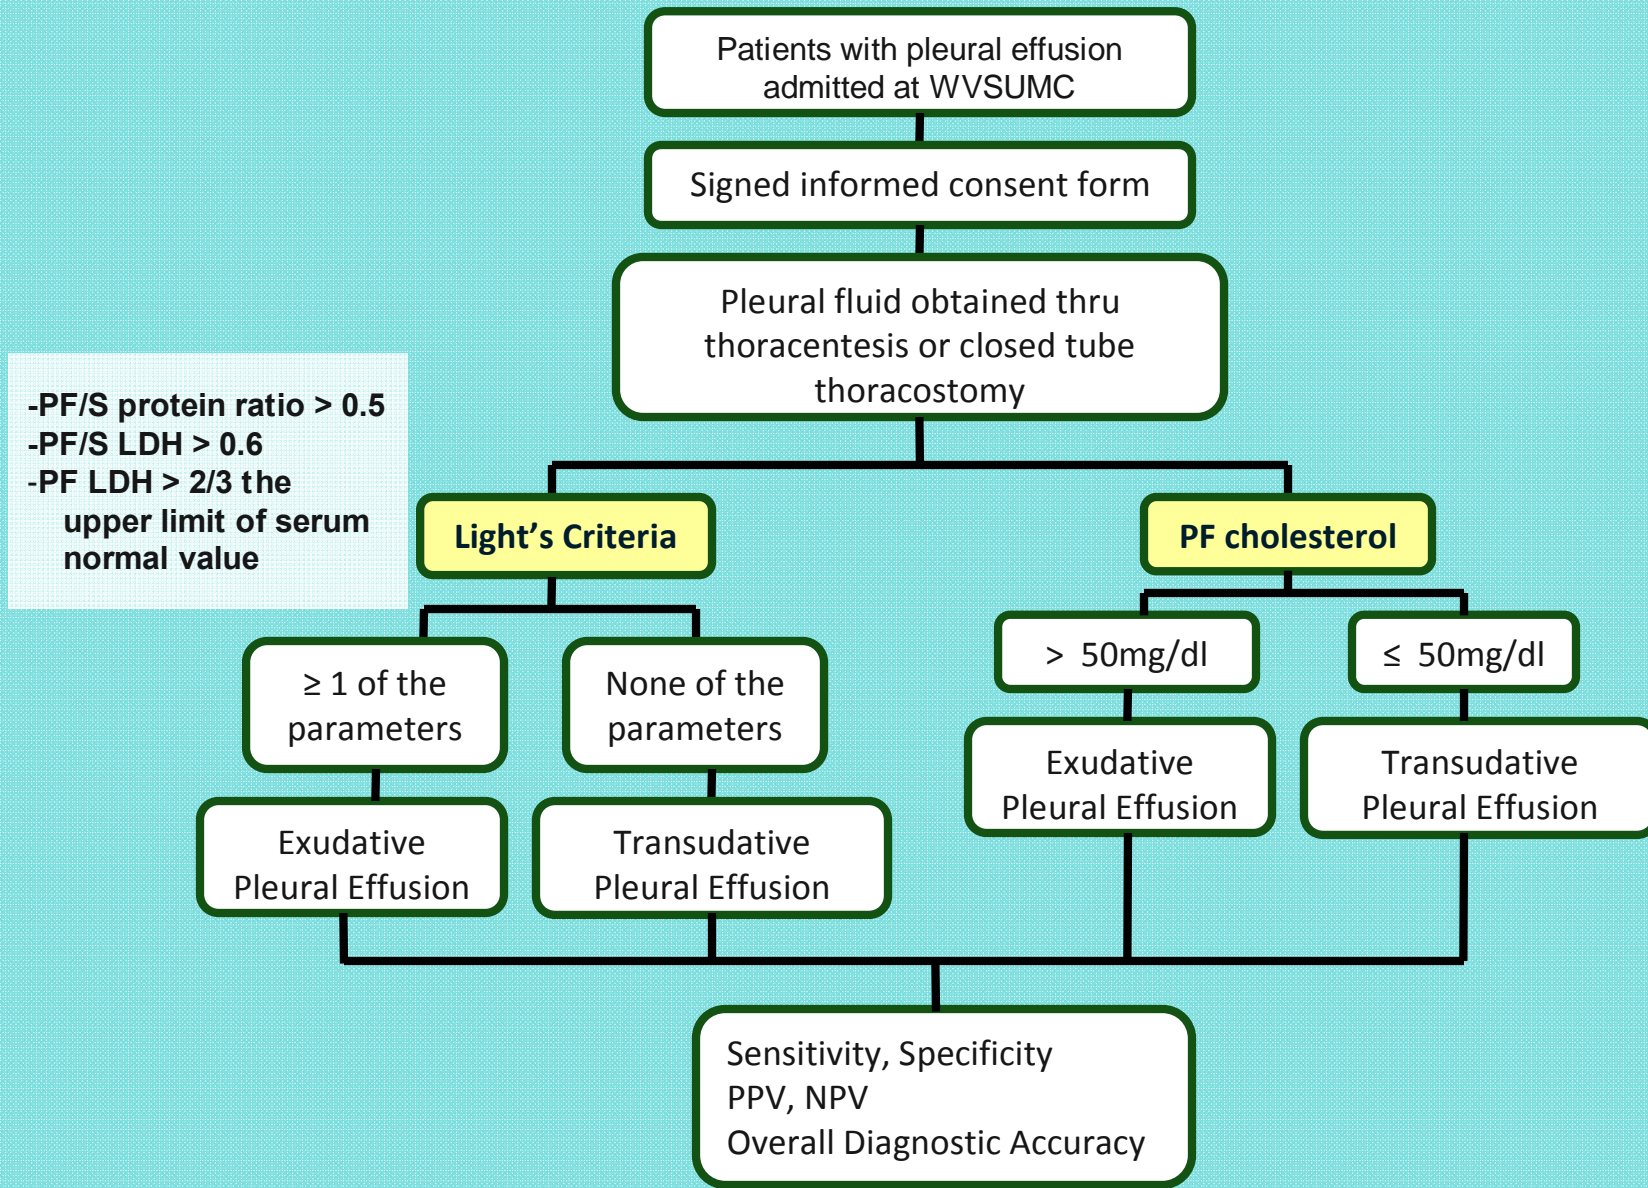 Patients with pleural effusion
admitted at WVSUMC
Signed informed consent form
Pleural fluid obtained thru
thoracentesis or closed tube
thoracostomy
-PF/S protein ratio > 0.5
-PF/S LDH > 0.6
-PF LDH > 2/3 the
upper limit of serum
normal value
Light’s Criteria
PF cholesterol
≥ 1 of the
parameters
None of the
parameters
> 50mg/dl
≤ 50mg/dl
Exudative
Pleural Effusion
Transudative
Pleural Effusion
Exudative
Pleural Effusion
Transudative
Pleural Effusion
Sensitivity, Specificity
PPV, NPV
Overall Diagnostic Accuracy